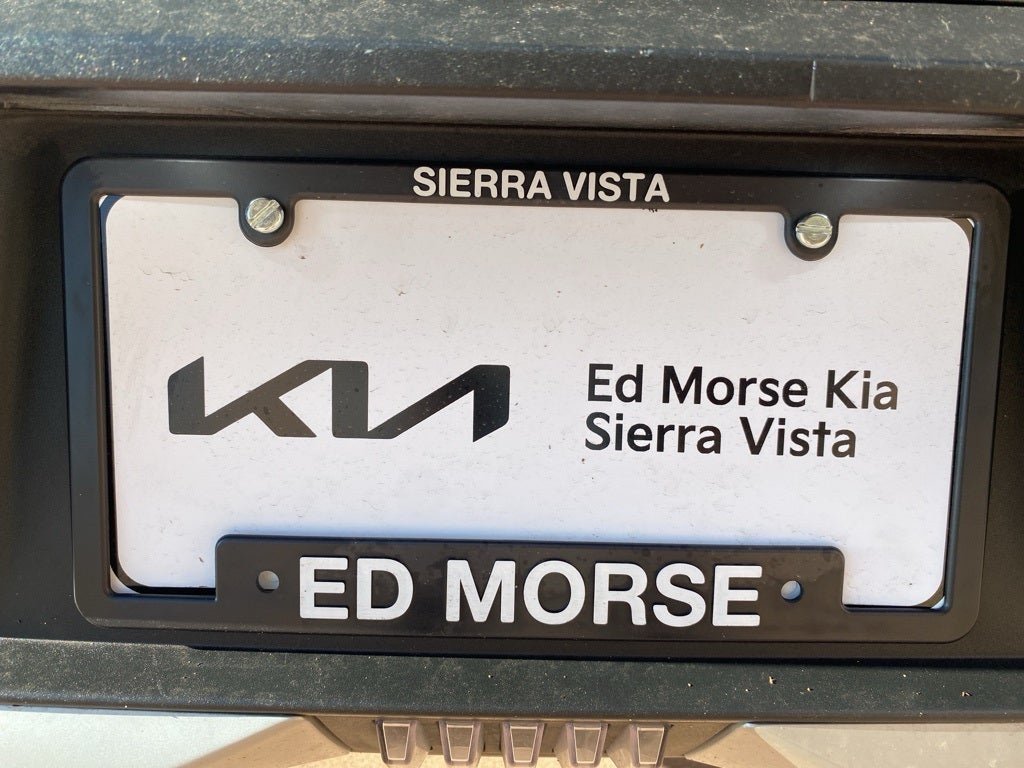 SIERRA VISTA
KIA
Ed Morse Kia
Sierra Vista
ED MORSE